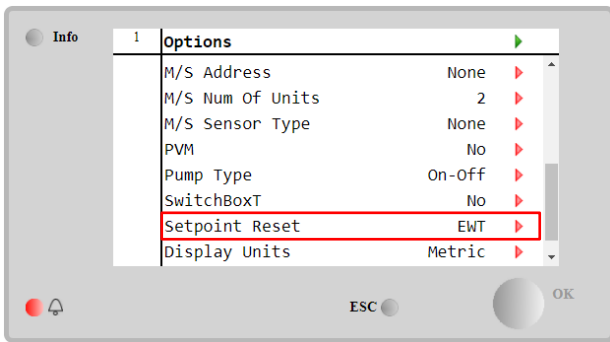 Info
1 Options
M/S Address None
M/S Num Of Units 2
M/S Sensor Type None
PVM No
Pump Type On-Off
SwitchBoxT No
Setpoint Reset EWT
Display Units Metric
ESC
OK